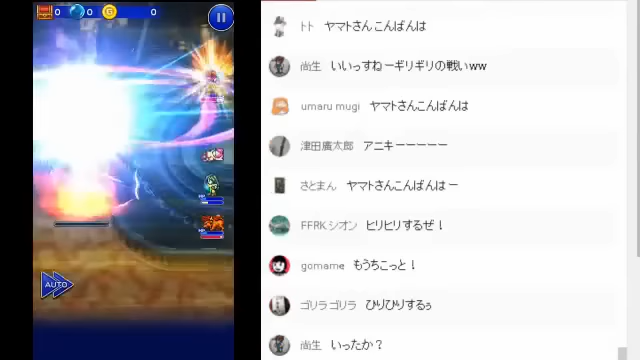 0 0 0
AUTO
トト ヤマトさんこんばんは
尚生 いいっすねーギリギリの戦いww
umaru mugi ヤマトさんこんばんは
津田廣太郎 アニキーーーーー
さとまん ヤマトさんこんばんはー
FFRKシオン ヒリヒリするぜ！
gomame もうちこっと！
ゴリラゴリラ ひりひりするぅ
尚生 いったか？